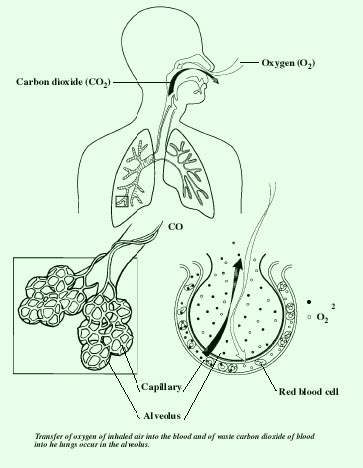 Oxygen (O2)
Carbon dioxide (CO2)
CO
2
O2
Capillary
Red blood cell
Alveolus
Transfer of oxygen of inhaled air into the blood and of waste carbon dioxide of blood
into he lungs occur in the alveolus.